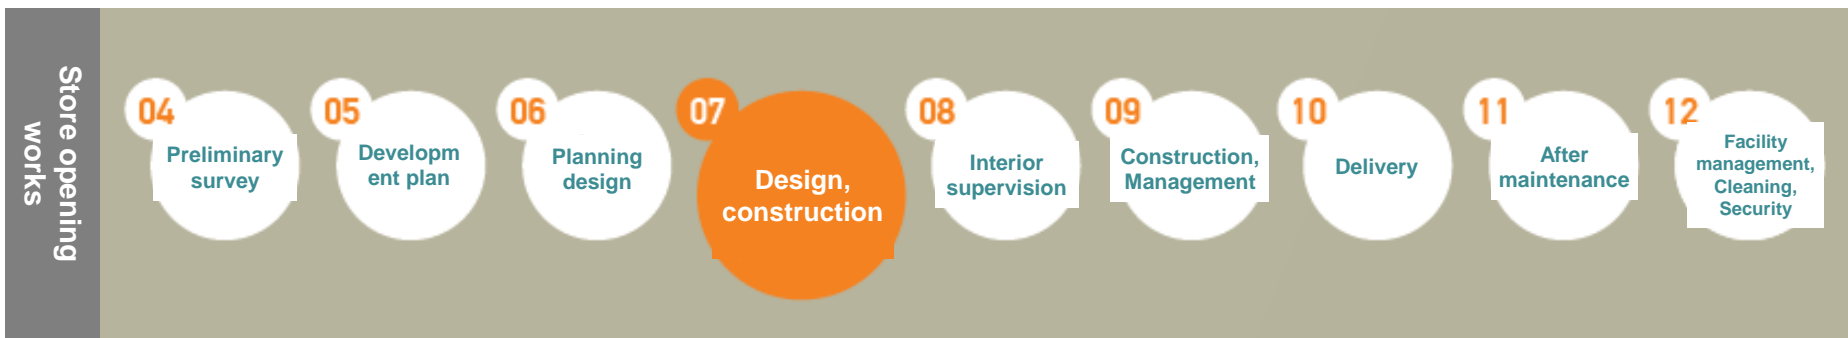 Store opening
works
04
Preliminary
survey
05
Developm
ent plan
06
Planning
design
07
Design,
construction
08
Interior
supervision
09
Construction,
Management
10
Delivery
11
After
maintenance
12
Facility
management,
Cleaning,
Security